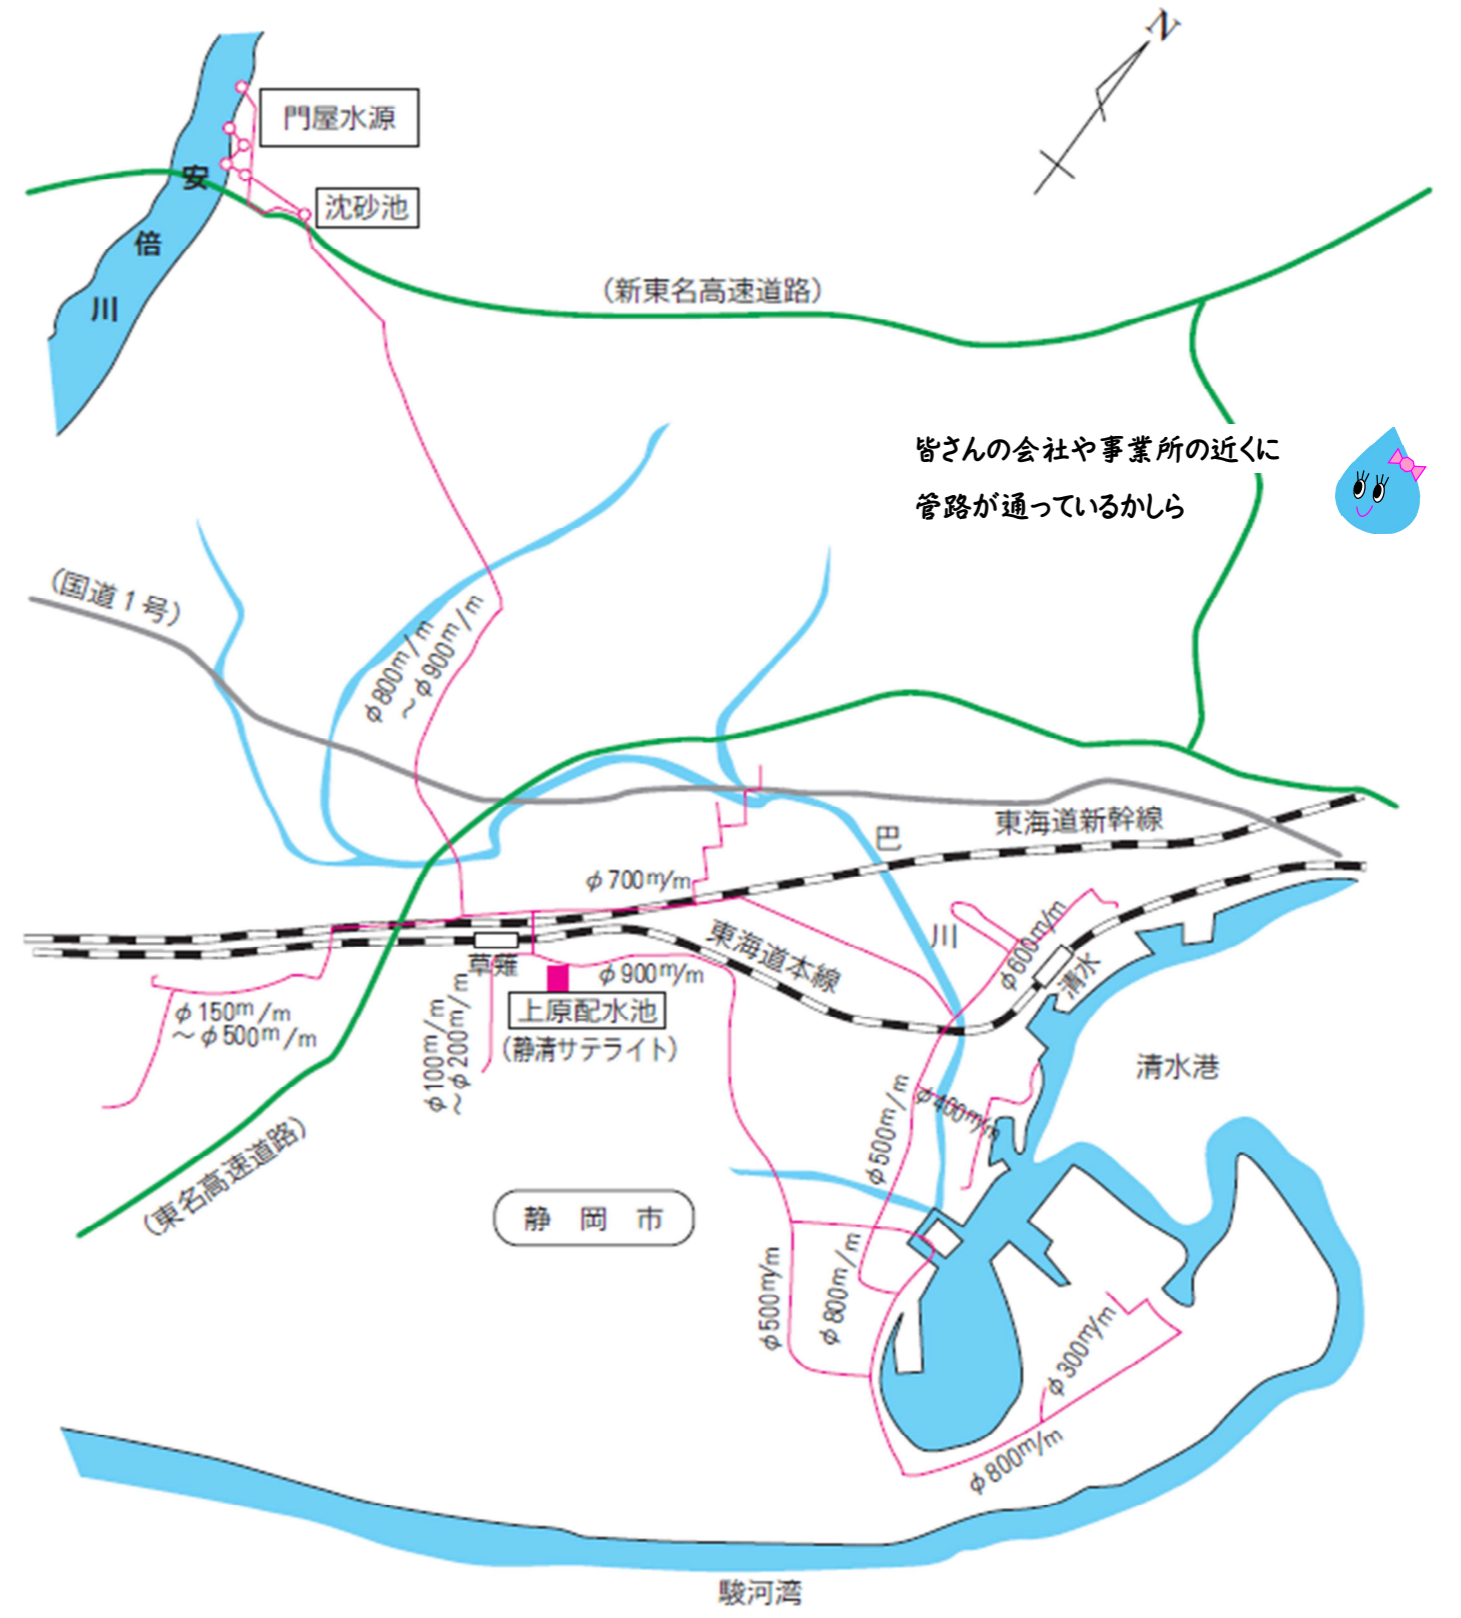 N
門屋水源
安
倍
川
沈砂池
(新東名高速道路)
皆さんの会社や事業所の近くに
管路が通っているかしら
(国道1号)
φ800m/m
～φ900m/m
東海道新幹線
巴
川
φ700m/m
東海道本線
φ600m/m
清水
草薙
φ900m/m
上原配水池
(静清サテライト)
φ150m/m
～φ500m/m
φ100m/m
～φ200m/m
清水港
φ500m/m
φ400m/m
(東名高速道路)
静岡市
φ500m/m
φ800m/m
φ300m/m
φ800m/m
駿河湾